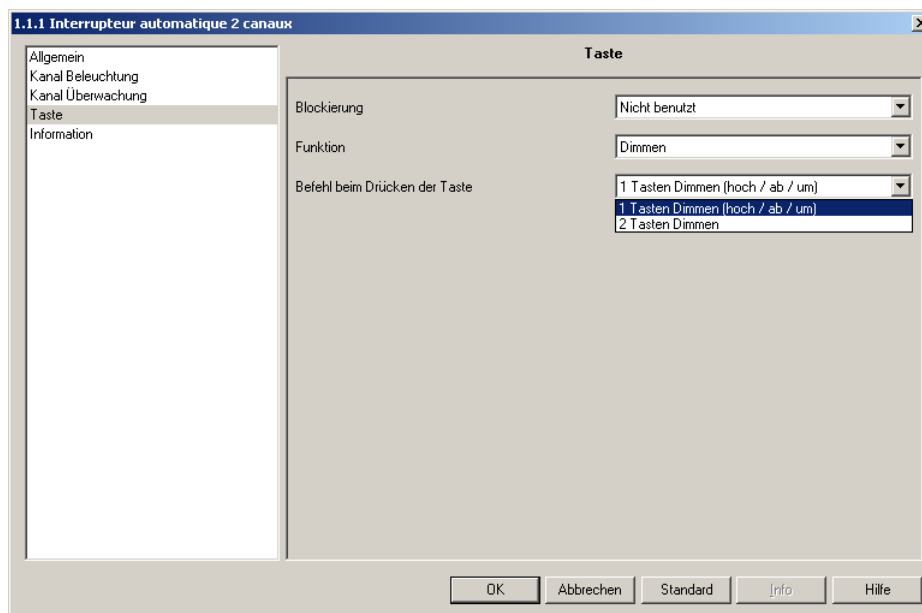 1.1.1 Interrupteur automatique 2 canaux
Allgemein
Kanal Beleuchtung
Kanal Überwachung
Taste
Information
Taste
Blockierung
Nicht benutzt
Funktion
Dimmen
Befehl beim Drücken der Taste
1 Tasten Dimmen (hoch / ab / um)
1 Tasten Dimmen (hoch / ab / um)
2 Tasten Dimmen
OK
Abbrechen
Standard
Info
Hilfe